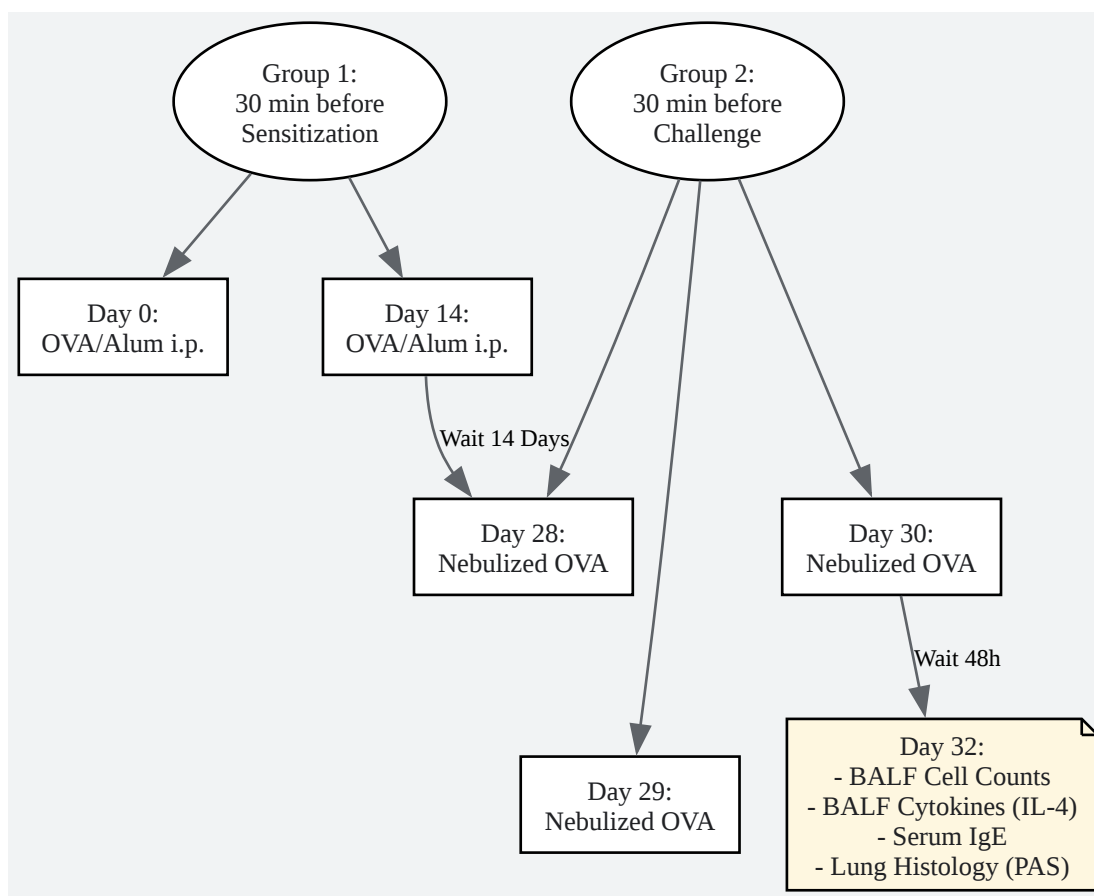 Group 1:
30 min before
Sensitization
Group 2:
30 min before
Challenge
Day 0:
OVA/Alum i.p.
Day 14:
OVA/Alum i.p.
Wait 14 Days
Day 28:
Nebulized OVA
Day 30:
Nebulized OVA
Wait 48h
Day 29:
Nebulized OVA
Day 32:
- BALF Cell Counts
- BALF Cytokines (IL-4)
- Serum IgE
- Lung Histology (PAS)